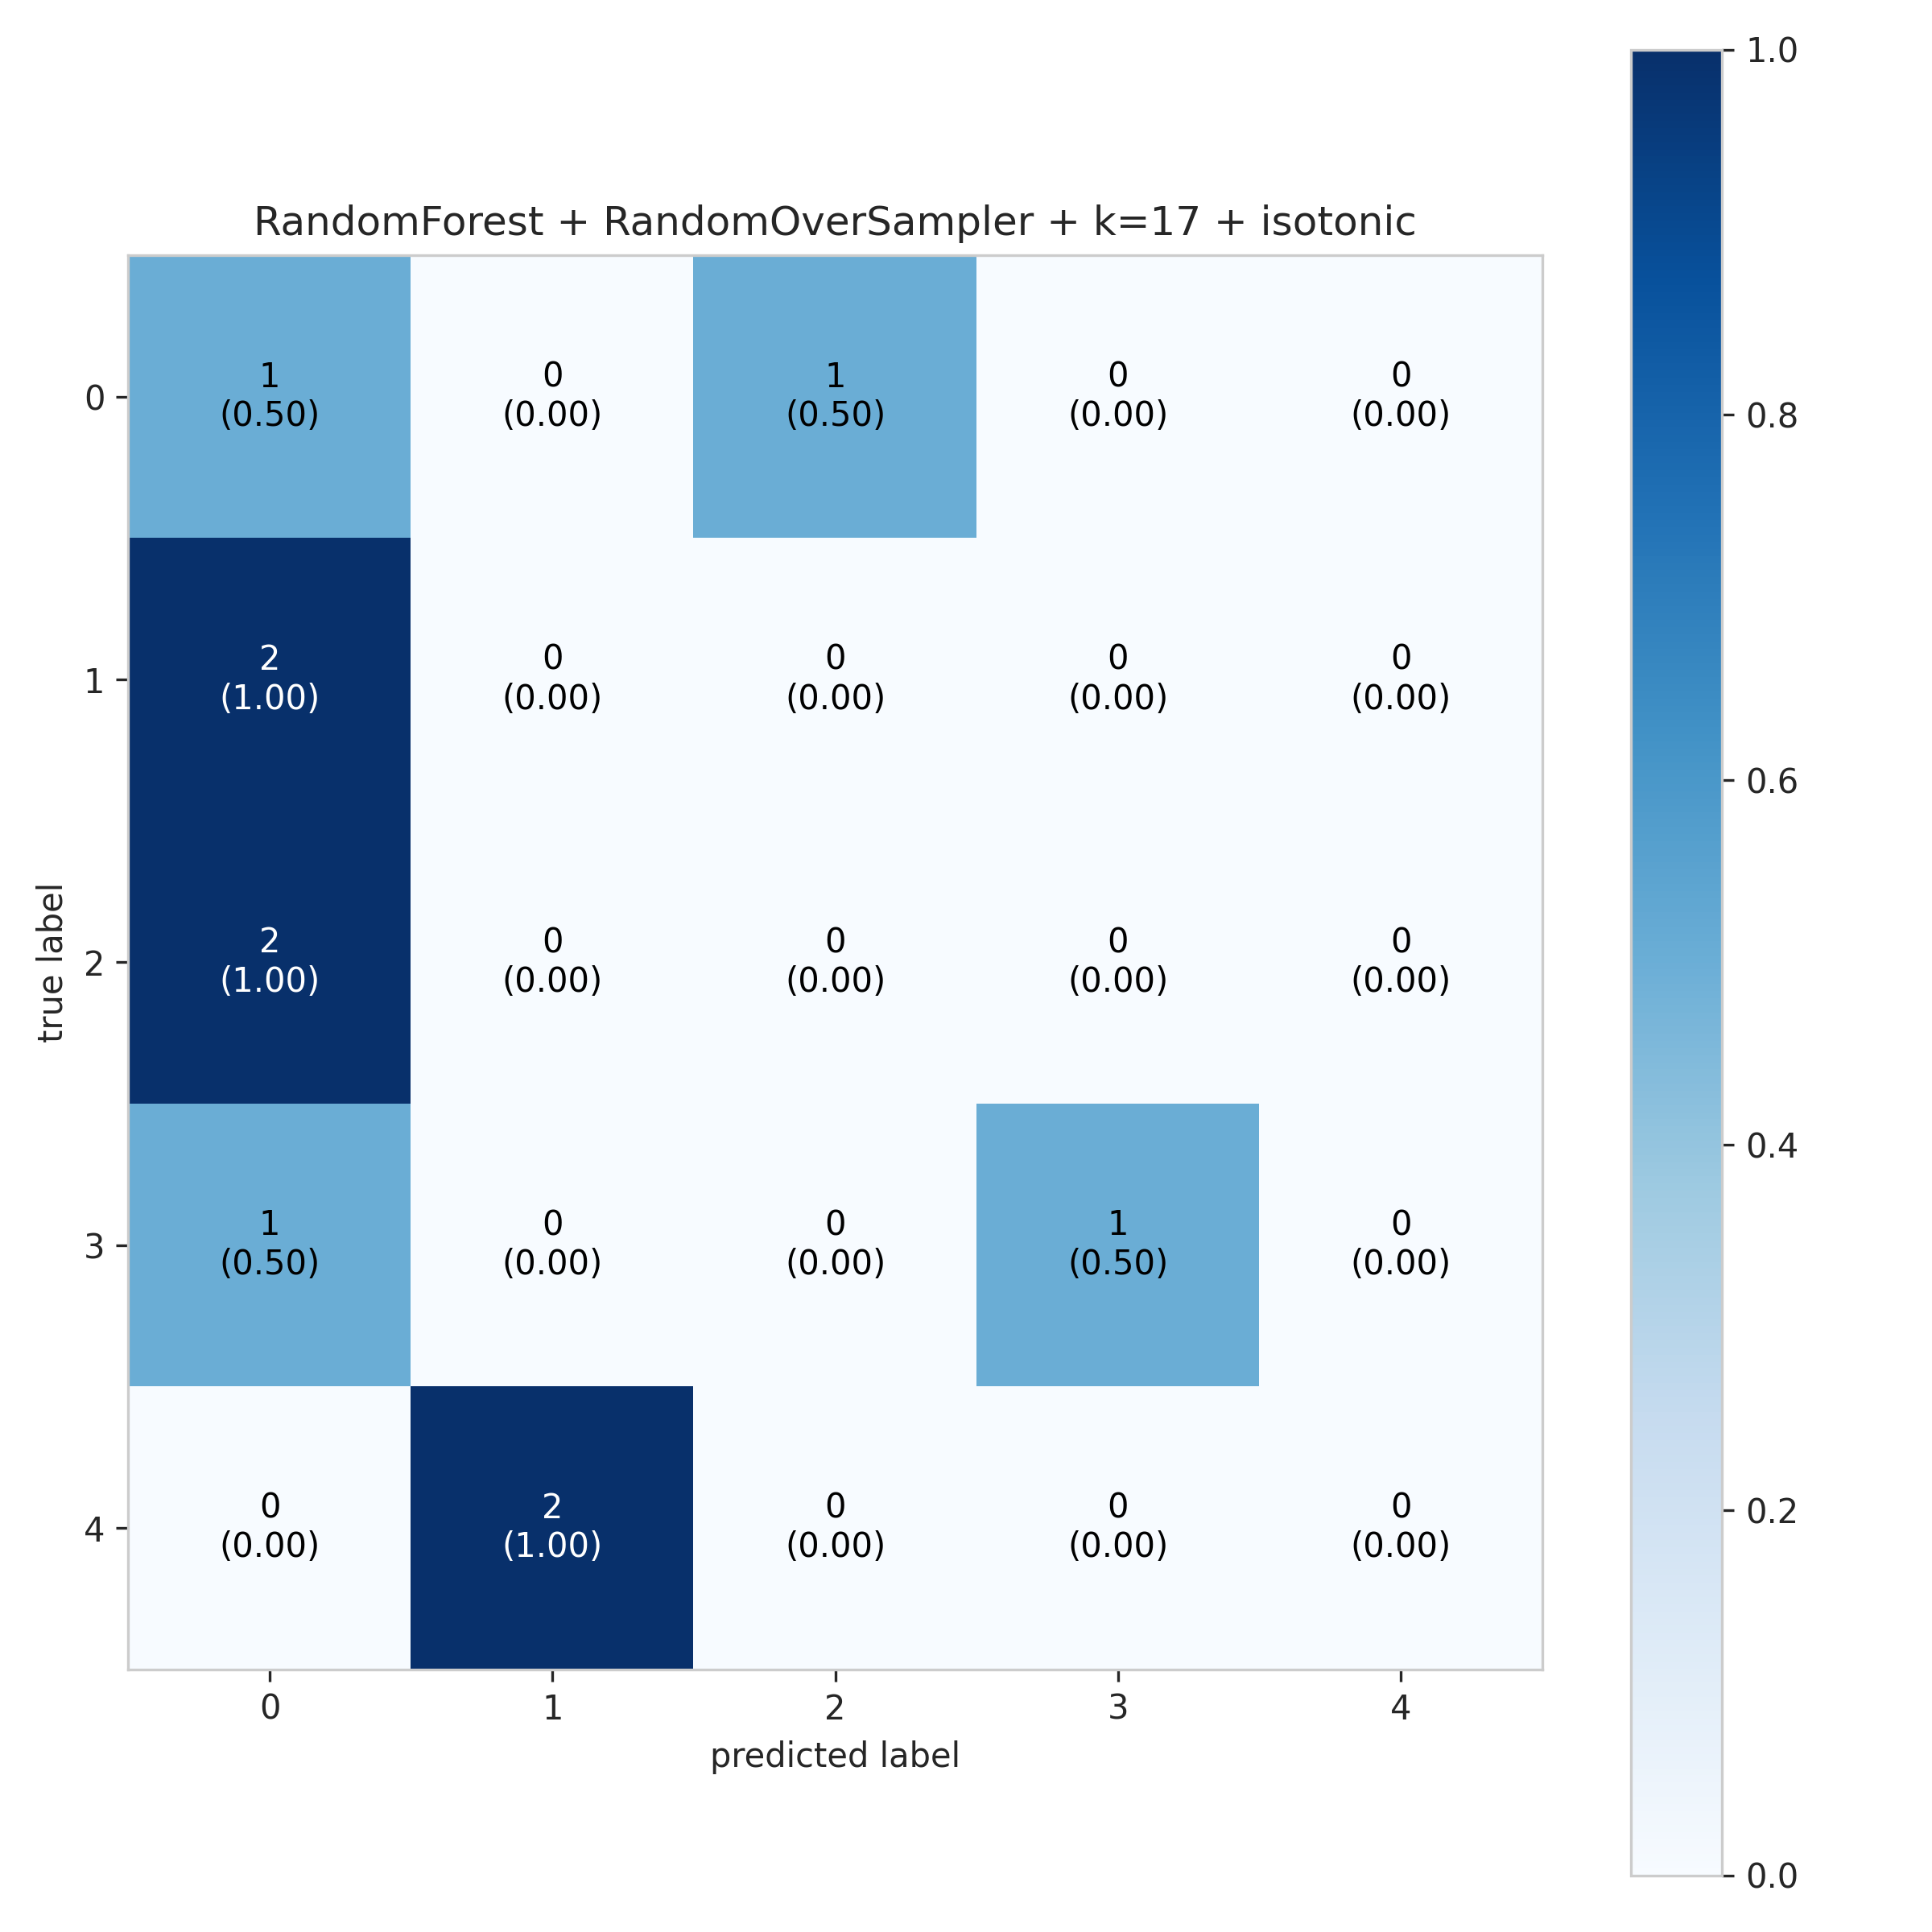 RandomForest + RandomOverSampler + k=17 + isotonic
1.0
0.8
0.6
0.4
0.2
0.0
true label
0
1
2
3
4
1 0 1 0 0
(0.50) (0.00) (0.50) (0.00) (0.00)
2 0 0 0 0
(1.00) (0.00) (0.00) (0.00) (0.00)
2 0 0 0 0
(1.00) (0.00) (0.00) (0.00) (0.00)
1 0 0 1 0
(0.50) (0.00) (0.00) (0.50) (0.00)
0 2 0 0 0
(0.00) (1.00) (0.00) (0.00) (0.00)
0 1 2 3 4
predicted label